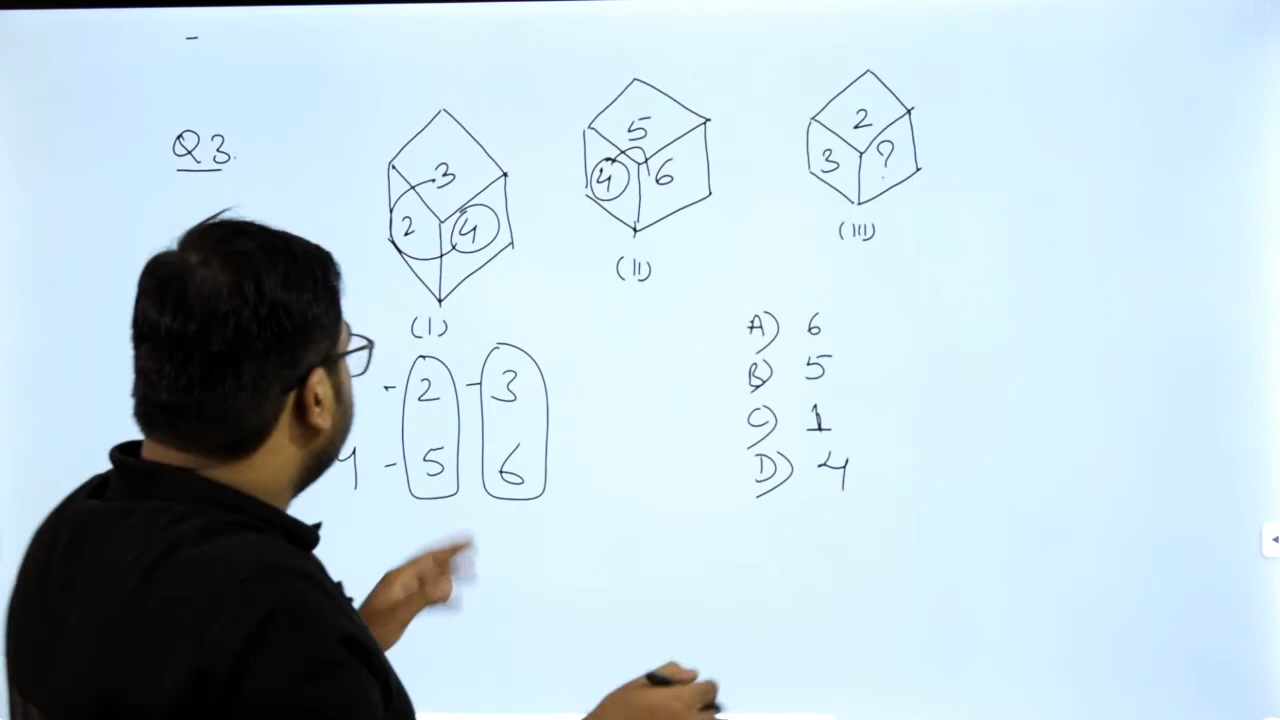 Q3.
3
2 4
(I)
5
4 6
(II)
2
3 ?
(III)
- 2 - 3
4 - 5 6
A) 6
B) 5
C) 1
D) 4